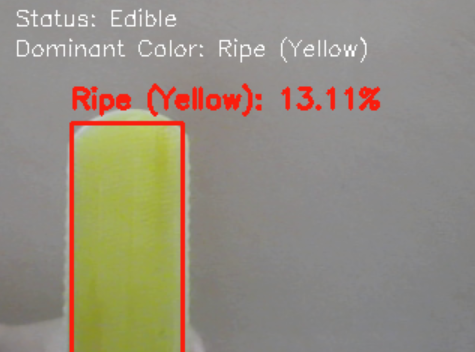 Status: Edible
Dominant Color: Ripe (Yellow)
Ripe (Yellow): 13.11%